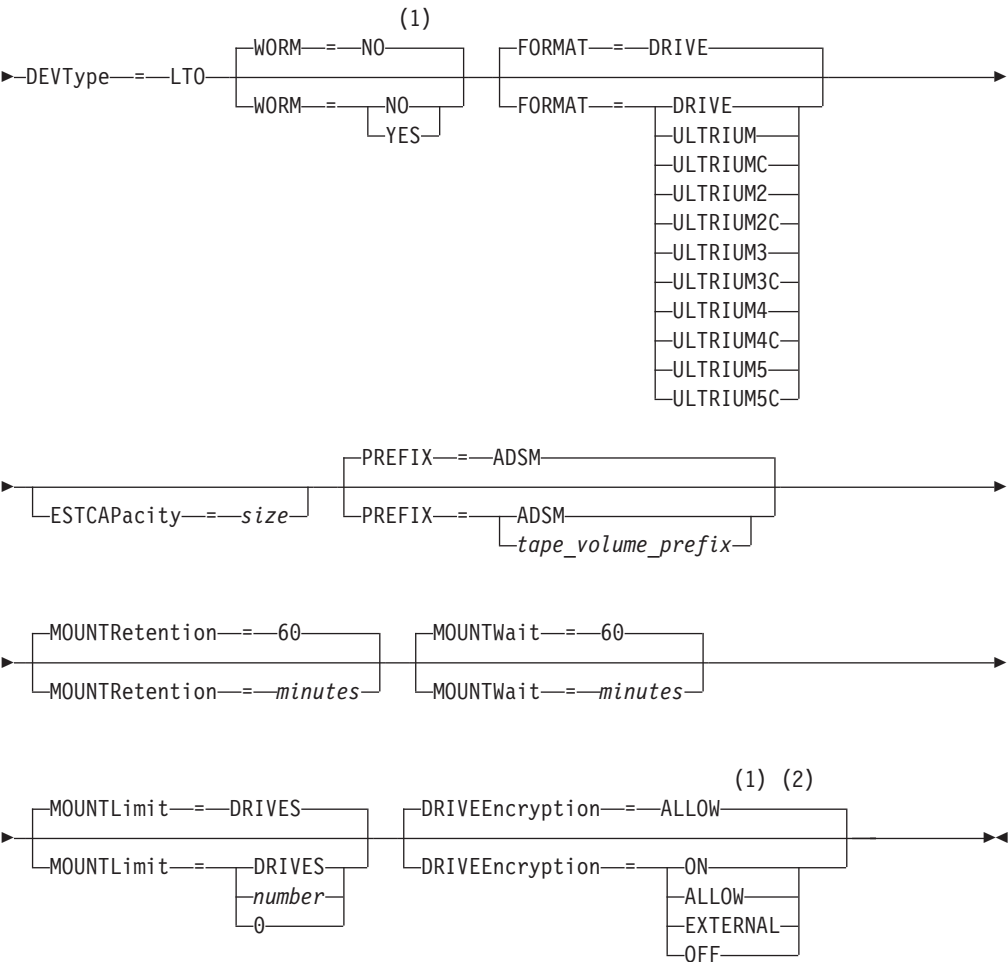 (1)
WORM = NO FORMAT = DRIVE
DEVType = LTO
WORM = NO FORMAT = DRIVE
YES ULTRIUM
ULTRIUMC
ULTRIUM2
ULTRIUM2C
ULTRIUM3
ULTRIUM3C
ULTRIUM4
ULTRIUM4C
ULTRIUM5
ULTRIUM5C
PREFIX = ADSM
ESTCAPacity = size PREFIX = ADSM
tape_volume_prefix
MOUNTRetention = 60 MOUNTWait = 60
MOUNTRetention = minutes MOUNTWait = minutes
(1) (2)
MOUNTLimit = DRIVES DRIVEEncryption = ALLOW
MOUNTLimit = DRIVES DRIVEEncryption = ON
number ALLOW
0 EXTERNAL
OFF